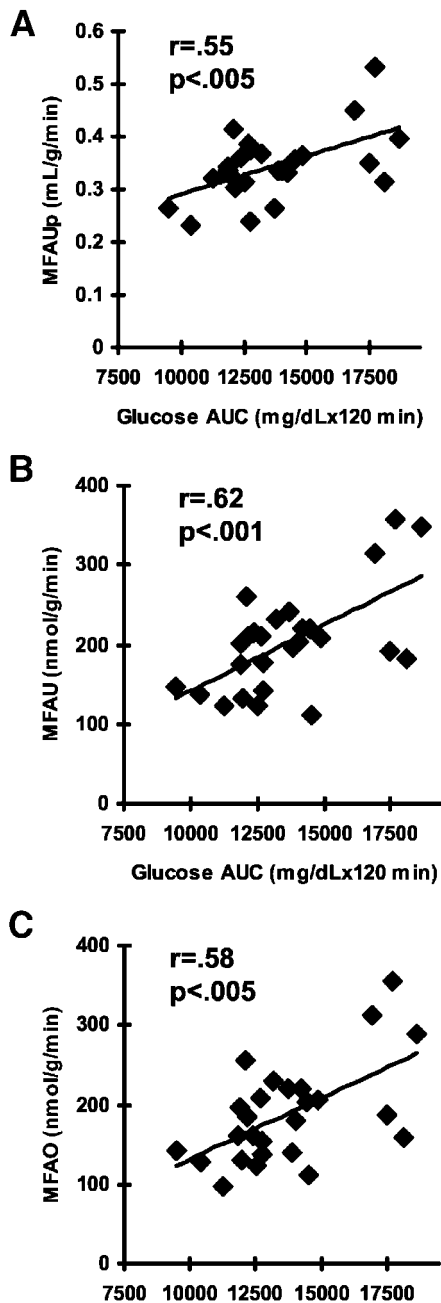 A
r=.55
p<.005
MFAUp (mL/g/min)
0.6
0.5
0.4
0.3
0.2
0.1
0
7500 10000 12500 15000 17500
Glucose AUC (mg/dLx120 min)
B
r=.62
p<.001
MFAU (nmol/g/min)
400
300
200
100
0
7500 10000 12500 15000 17500
Glucose AUC (mg/dLx120 min)
C
r=.58
p<.005
MFAO (nmol/g/min)
400
300
200
100
0
7500 10000 12500 15000 17500